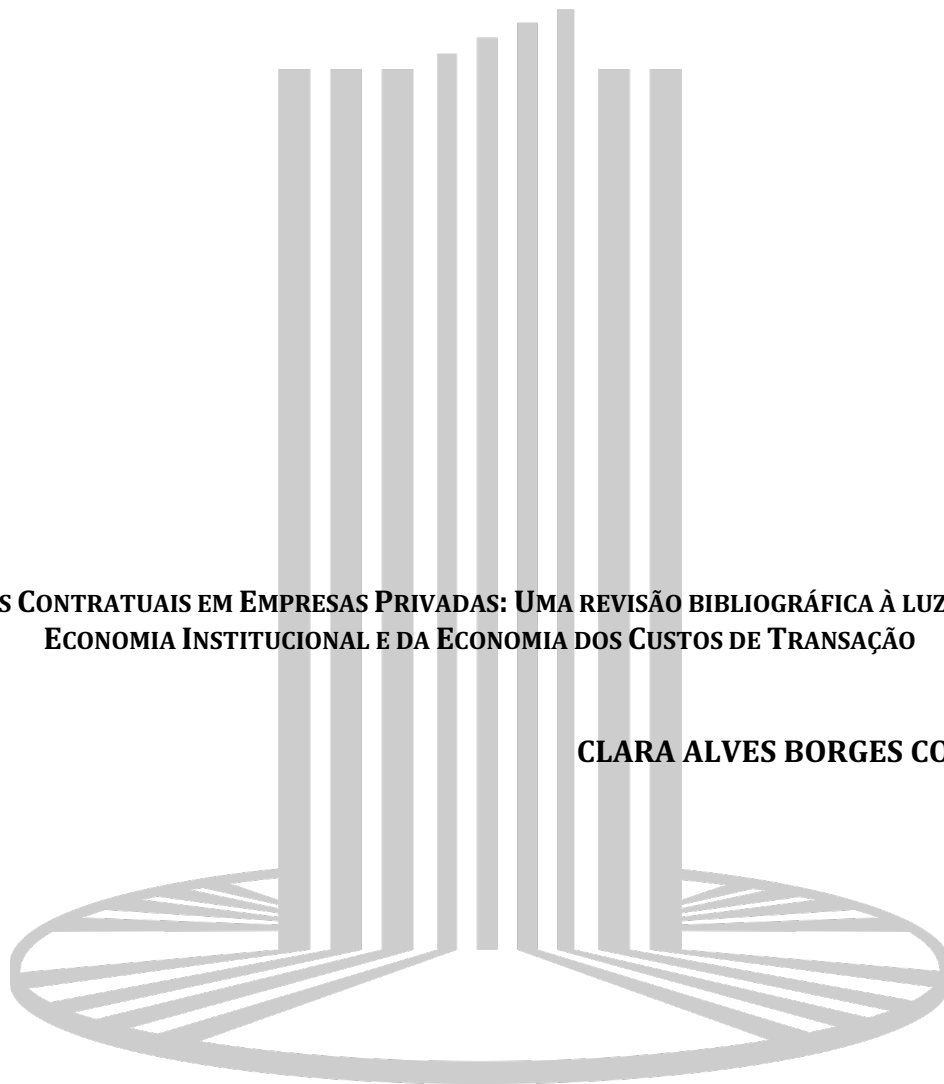 S CONTRATUAIS EM EMPRESAS PRIVADAS: UMA REVISÃO BIBLIOGRÁFICA À LUZ
ECONOMIA INSTITUCIONAL E DA ECONOMIA DOS CUSTOS DE TRANSAÇÃO
CLARA ALVES BORGES CO